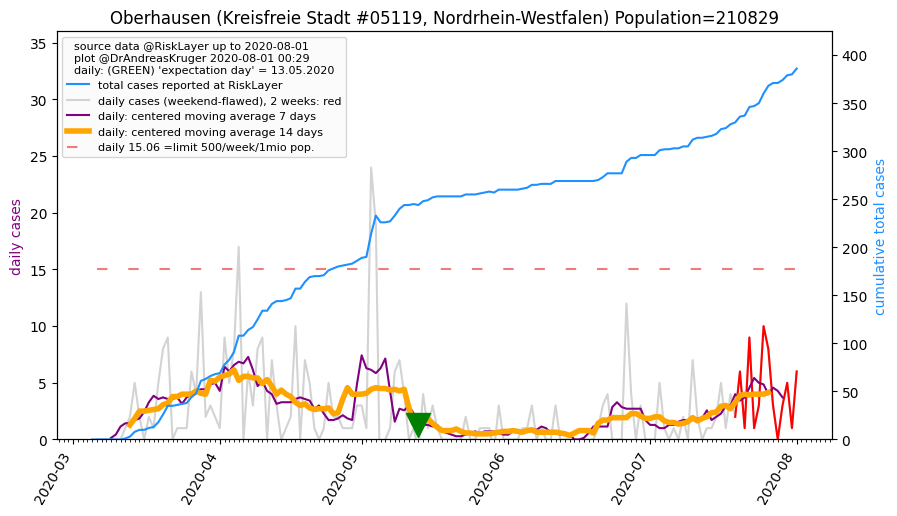 Oberhausen (Kreisfreie Stadt #05119, Nordrhein-Westfalen) Population=210829
source data @RiskLayer up to 2020-08-01
plot @DrAndreasKruger 2020-08-01 00:29
daily: (GREEN) 'expectation day' = 13.05.2020
total cases reported at RiskLayer
daily cases (weekend-flawed), 2 weeks: red
daily: centered moving average 7 days
daily: centered moving average 14 days
daily 15.06 =limit 500/week/1mio pop.
daily cases
35
30
25
20
15
10
5
0
400
350
300
250
200
150
100
50
0
cumulative total cases
2020-03
2020-04
2020-05
2020-06
2020-07
2020-08